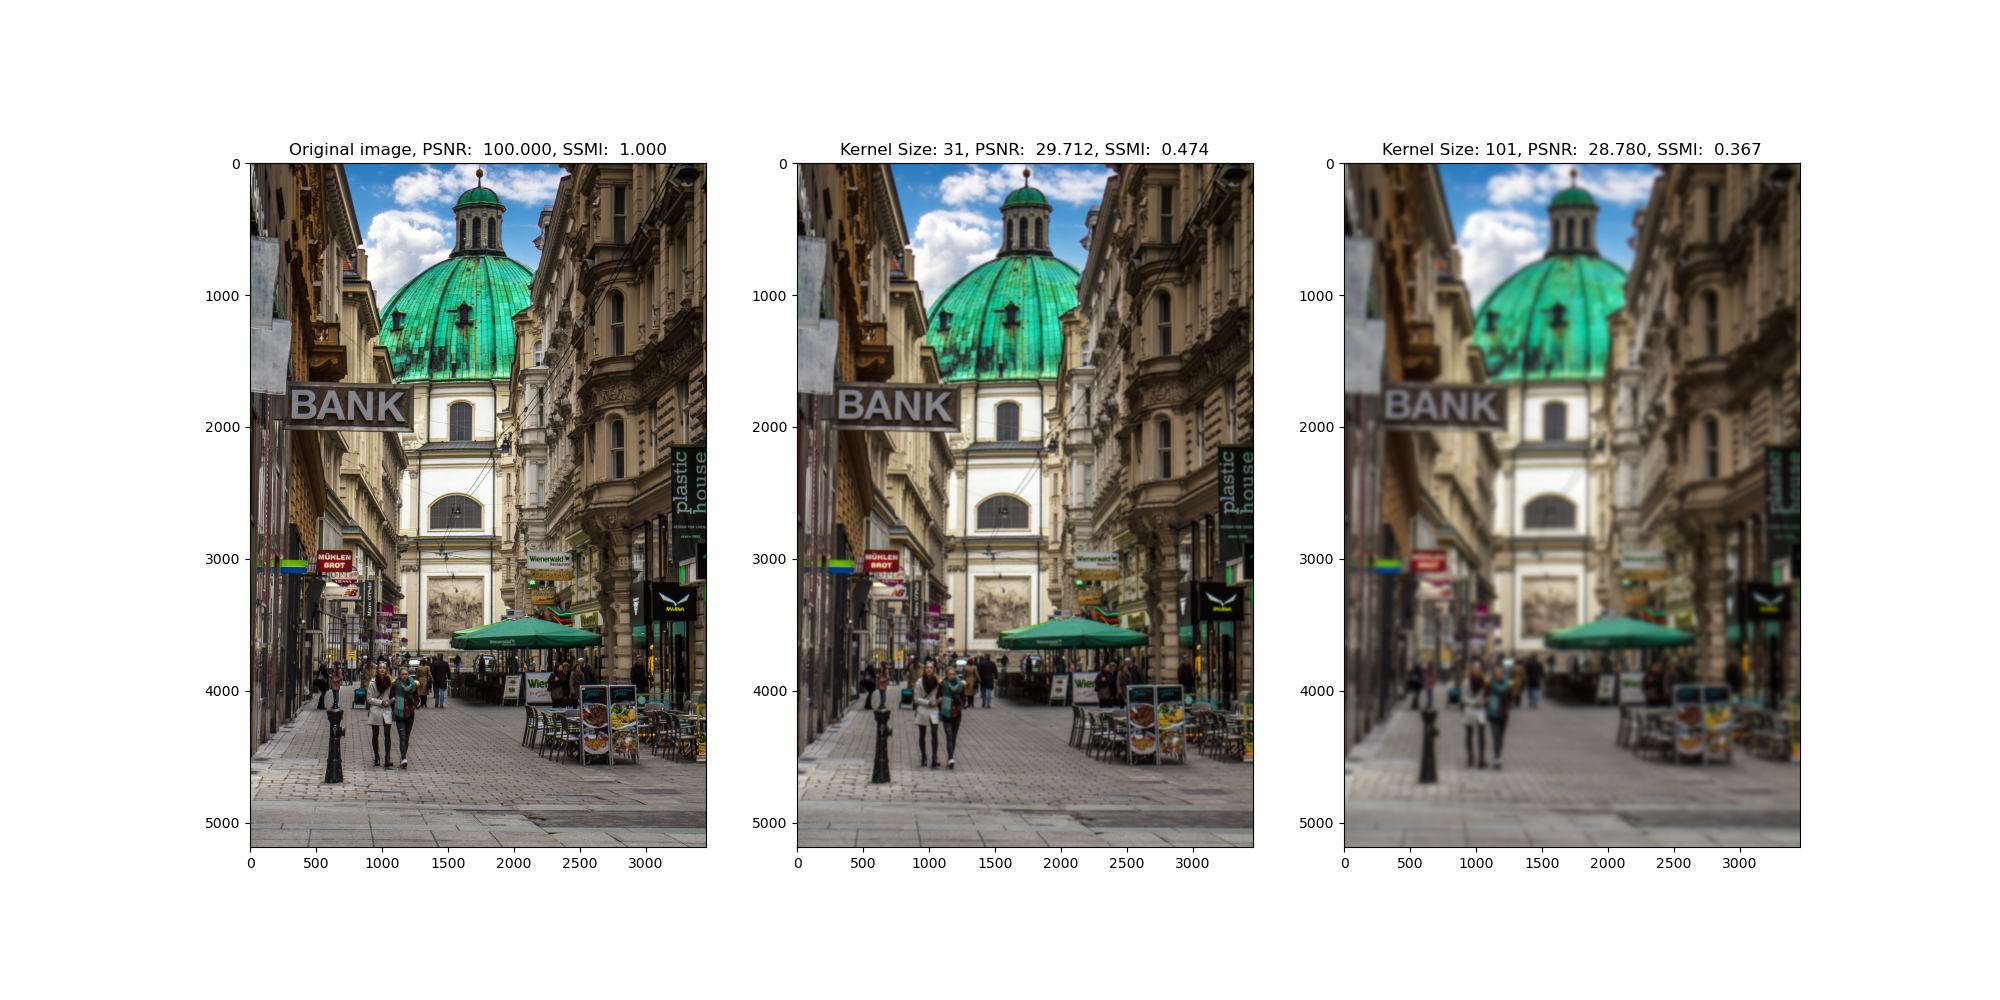 Original image, PSNR:  100.000, SSMI:  1.000
0
1000
2000
3000
4000
5000
0 500 1000 1500 2000 2500 3000
BANK
plastic
house
MÜHLEN
BROT
Wienerwald
Restaurant
Wien
Kernel Size: 31, PSNR:  29.712, SSMI:  0.474
0
1000
2000
3000
4000
5000
0 500 1000 1500 2000 2500 3000
BANK
plastic
house
MÜHLEN
BROT
Wienerwald
Kernel Size: 101, PSNR:  28.780, SSMI:  0.367
0
1000
2000
3000
4000
5000
0 500 1000 1500 2000 2500 3000
BANK